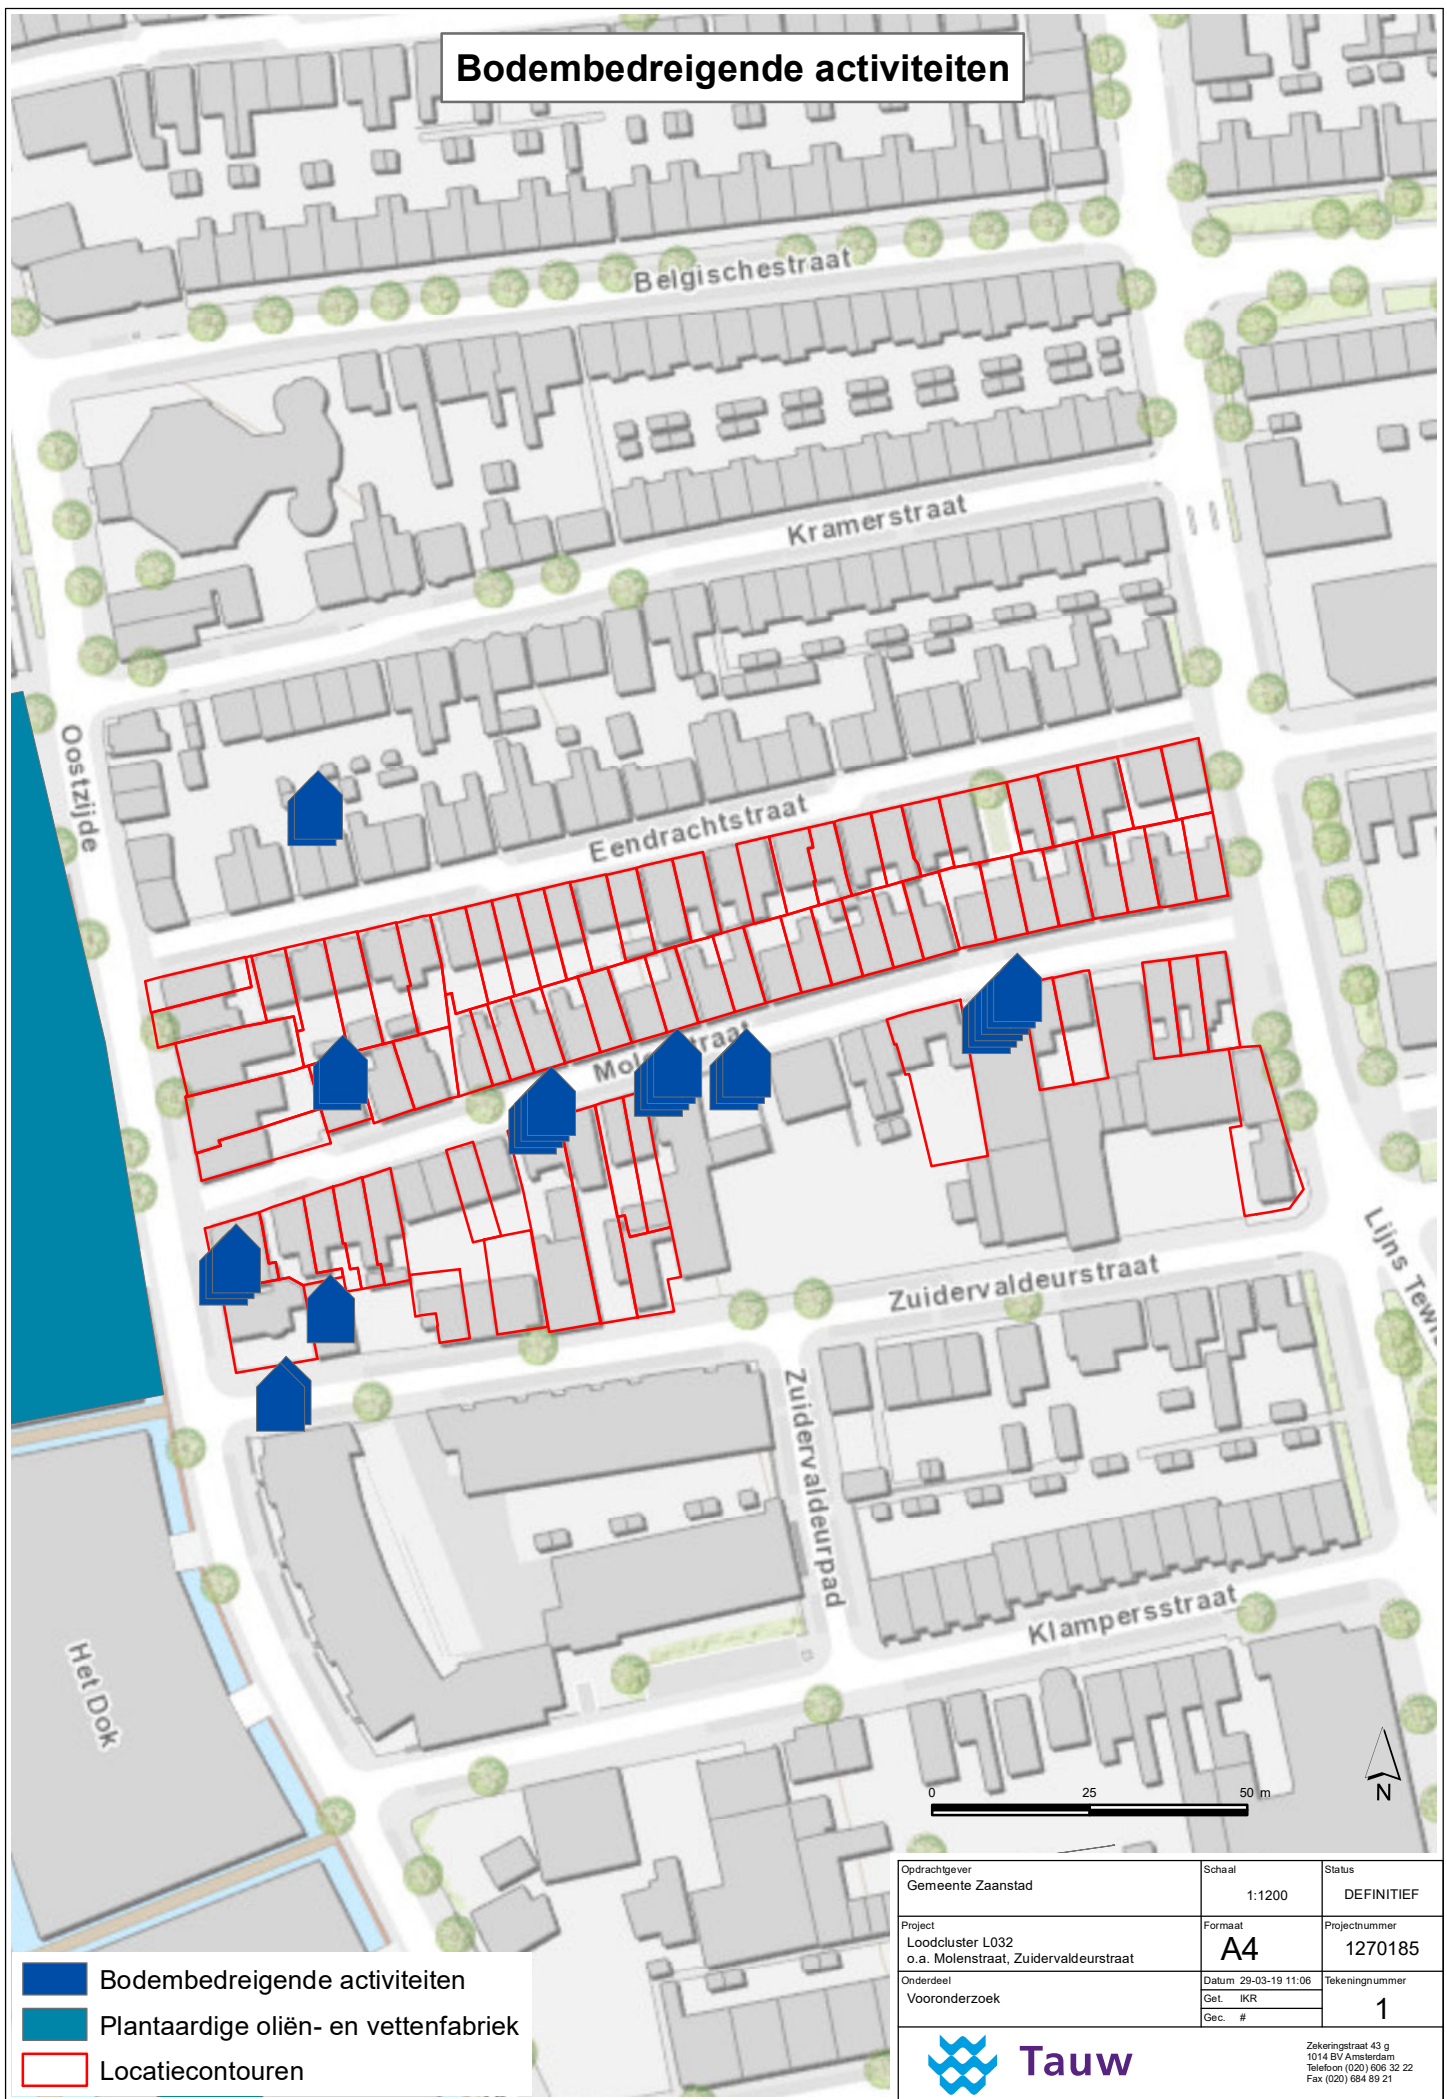 Bodembedreigende activiteiten
Belgischestraat
Kramerstraat
Oostzijde
Eendrachtstraat
Zuidervaldeurstraat
Lijns
Zuidervaldeurpad
Klampersstraat
Het Dok
0 25 50 m
N
Bodembedreigende activiteiten
Plantaardige oliën- en vettenfabriek
Locatiecontouren
Opdrachtgever
Gemeente Zaanstad
Schaal
1:1200
Status
DEFINITIEF
Project
Loodcluster L032
o.a. Molenstraat, Zuidervaldeurstraat
Formaat
A4
Projectnummer
1270185
Onderdeel
Vooronderzoek
Datum 29-03-19 11:06
Get. IKR
Gec. #
Tekeningnummer
1
Tauw
Zekeringstraat 43 g
1014 BV Amsterdam
Telefoon (020) 606 32 22
Fax (020) 684 89 21